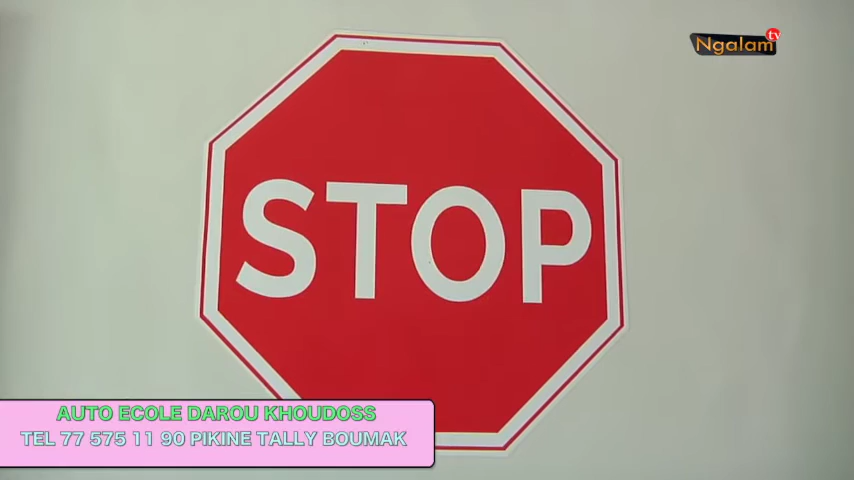 Ngalam tv
STOP
AUTO ECOLE DAROU KHOUDOSS
TEL 77 575 11 90 PIKINE TALLY BOUMAK